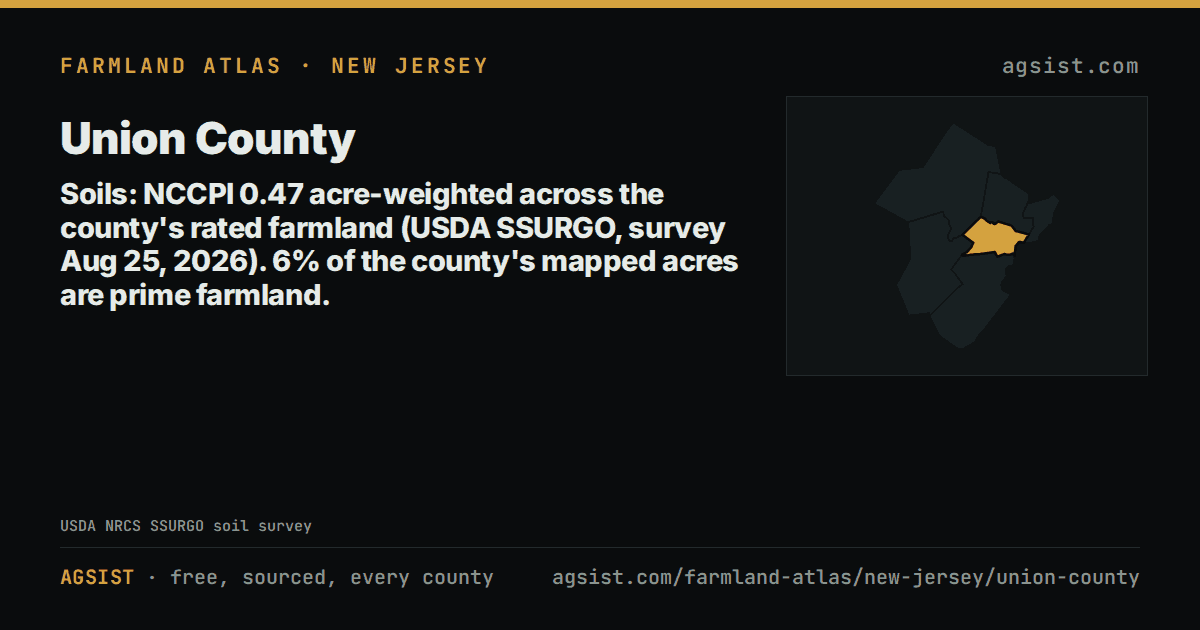 FARMLAND ATLAS · NEW JERSEY
agsist.com
Union County
Soils: NCCPI 0.47 acre-weighted across the
county's rated farmland (USDA SSURGO, survey
Aug 25, 2026). 6% of the county's mapped acres
are prime farmland.
USDA NRCS SSURGO soil survey
AGSIST · free, sourced, every county
agsist.com/farmland-atlas/new-jersey/union-county